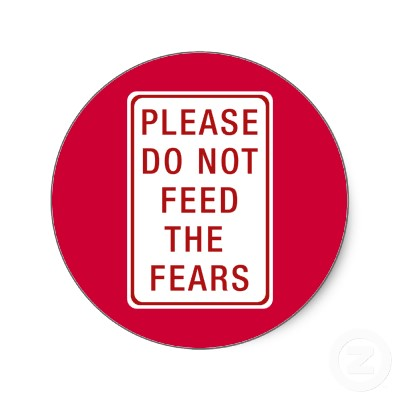 PLEASE
DO NOT
FEED
THE
FEARS
Z